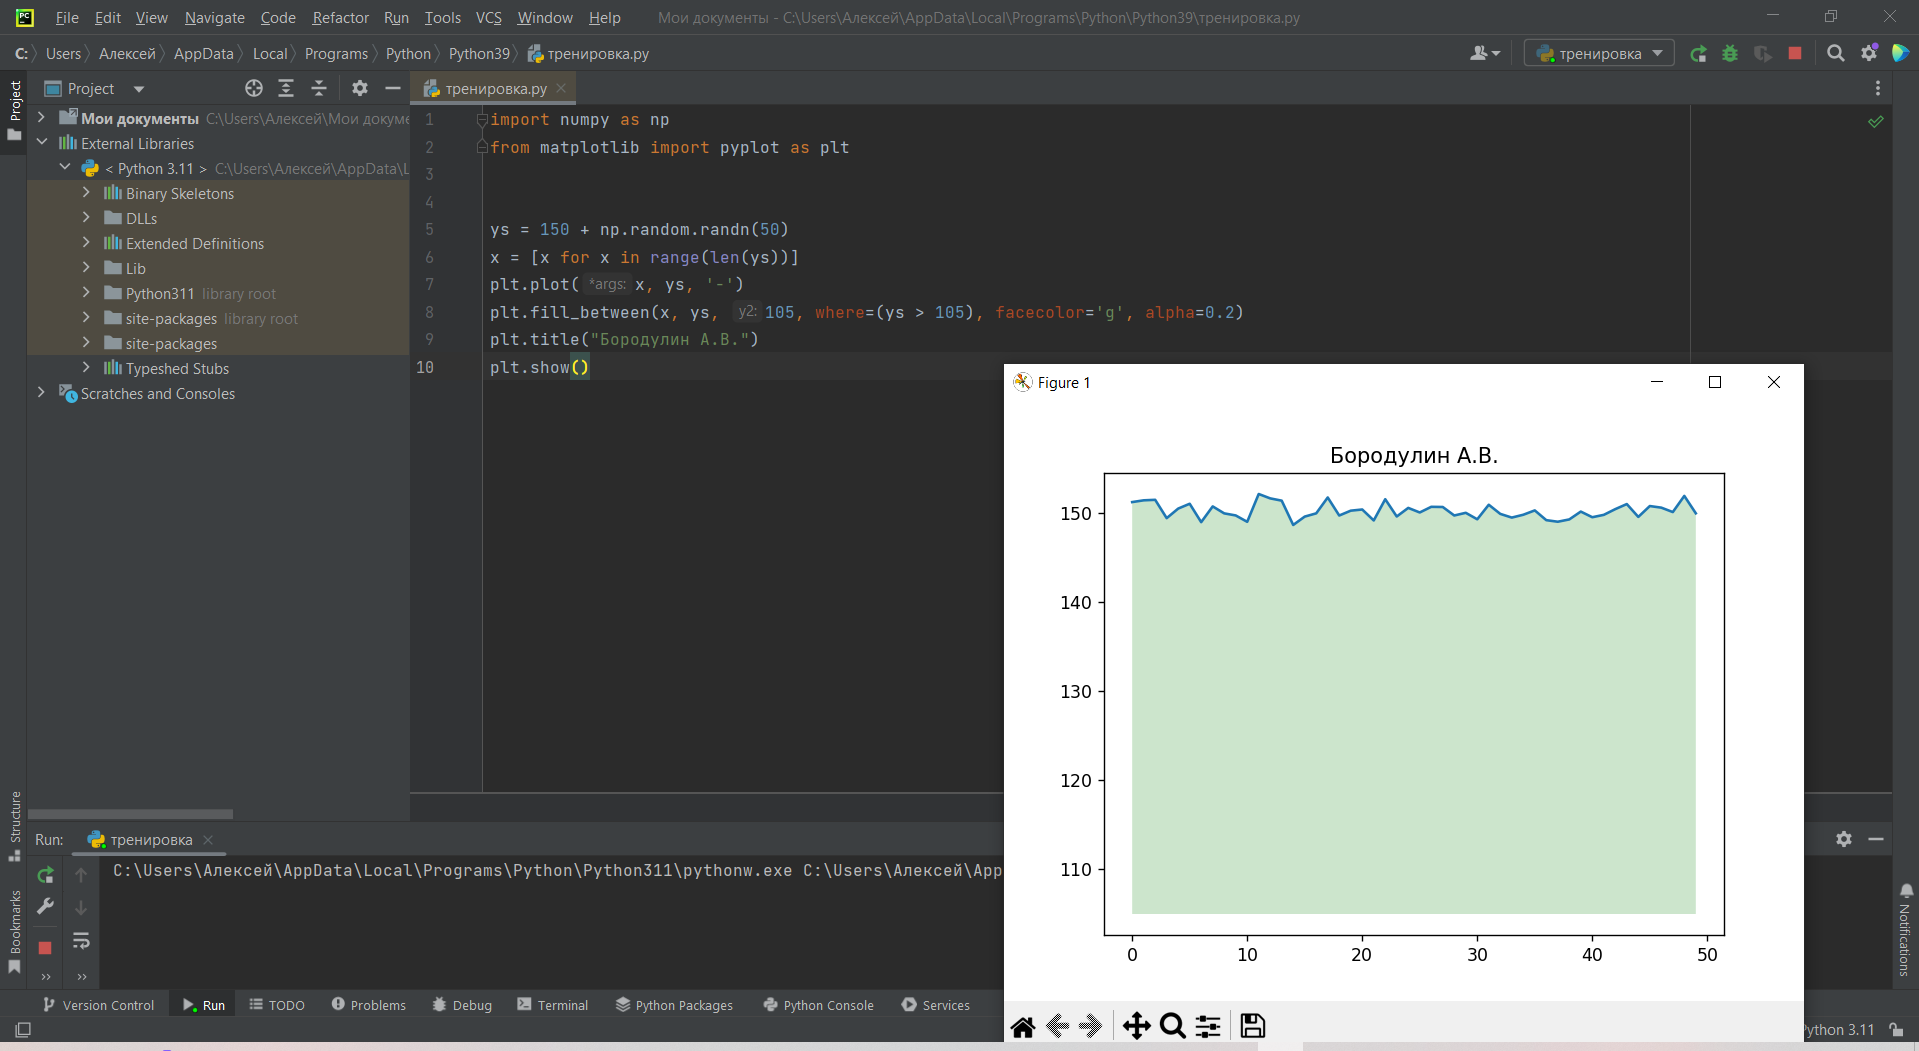 File Edit View Navigate Code Refactor Run Tools VCS Window Help Мои документы - C:\Users\Алексей\AppData\Local\Programs\Python\Python39\тренировка.py
C: Users Алексей AppData Local Programs Python Python39 тренировка.py тренировка
Project
Project
тренировка.py
Мои документы C:\Users\Алексей\Мои докуме
External Libraries
< Python 3.11 > C:\Users\Алексей\AppData\L
Binary Skeletons
DLLs
Extended Definitions
Lib
Python311 library root
site-packages library root
site-packages
Typeshed Stubs
Scratches and Consoles
1 import numpy as np
2 from matplotlib import pyplot as plt
3
4
5 ys = 150 + np.random.randn(50)
6 x = [x for x in range(len(ys))]
7 plt.plot( *args: x, ys, '-')
8 plt.fill_between(x, ys, y2: 105, where=(ys > 105), facecolor='g', alpha=0.2)
9 plt.title("Бородулин А.В.")
10 plt.show()
Figure 1
Бородулин А.В.
150
140
130
120
110
0 10 20 30 40 50
Structure
Bookmarks
Notifications
Run: тренировка
C:\Users\Алексей\AppData\Local\Programs\Python\Python311\pythonw.exe C:\Users\Алексей\App
Version Control Run TODO Problems Debug Terminal Python Packages Python Console Services
ython 3.11